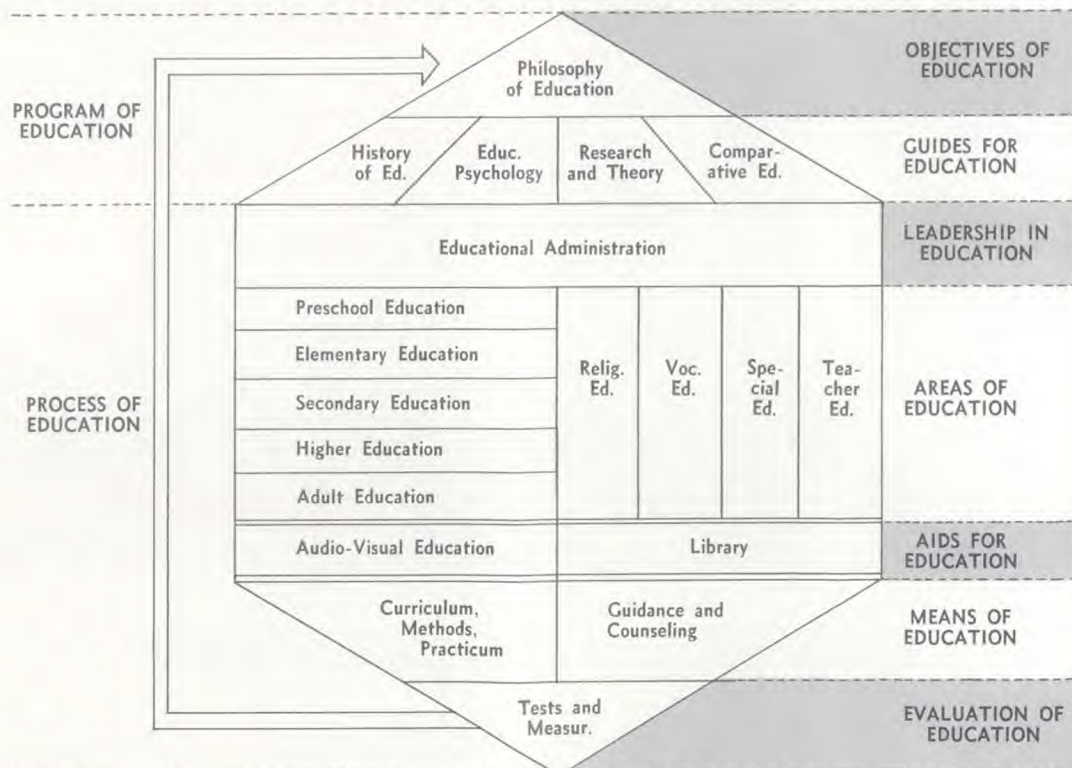 OBJECTIVES OF
EDUCATION
Philosophy
of Education
PROGRAM OF
EDUCATION
History
of Ed.
Educ.
Psychology
Research
and Theory
Compar-
ative Ed.
GUIDES FOR
EDUCATION
Educational Administration
LEADERSHIP IN
EDUCATION
Preschool Education
Elementary Education
Secondary Education
Higher Education
Adult Education
Relig.
Ed.
Voc.
Ed.
Spe-
cial
Ed.
Tea-
cher
Ed.
PROCESS OF
EDUCATION
AREAS OF
EDUCATION
Audio-Visual Education
Library
AIDS FOR
EDUCATION
Curriculum,
Methods,
Practicum
Guidance and
Counseling
MEANS OF
EDUCATION
Tests and
Measur.
EVALUATION OF
EDUCATION